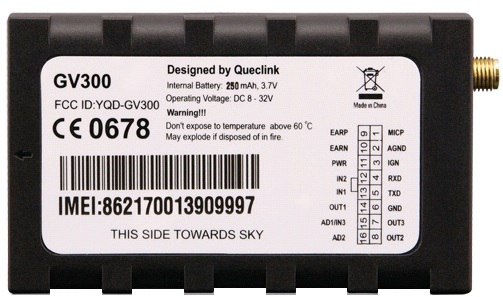 GV300
FCC ID:YQD-GV300
CE 0678
Designed by Queclink
Internal Battery: 250 mAh, 3.7V
Operating Voltage: DC 8 - 32V
Warning!!!
Don't expose to temperature above 60 °C
May explode if disposed of in fire.
Made in China
EARP 9 1 MICP
EARN 10 2 AGND
PWR 11 3 IGN
IN2 12 4 RXD
IN1 13 5 TXD
OUT1 14 6 GND
AD1/IN3 15 7 OUT3
AD2 16 8 OUT2
IMEI:862170013909997
THIS SIDE TOWARDS SKY